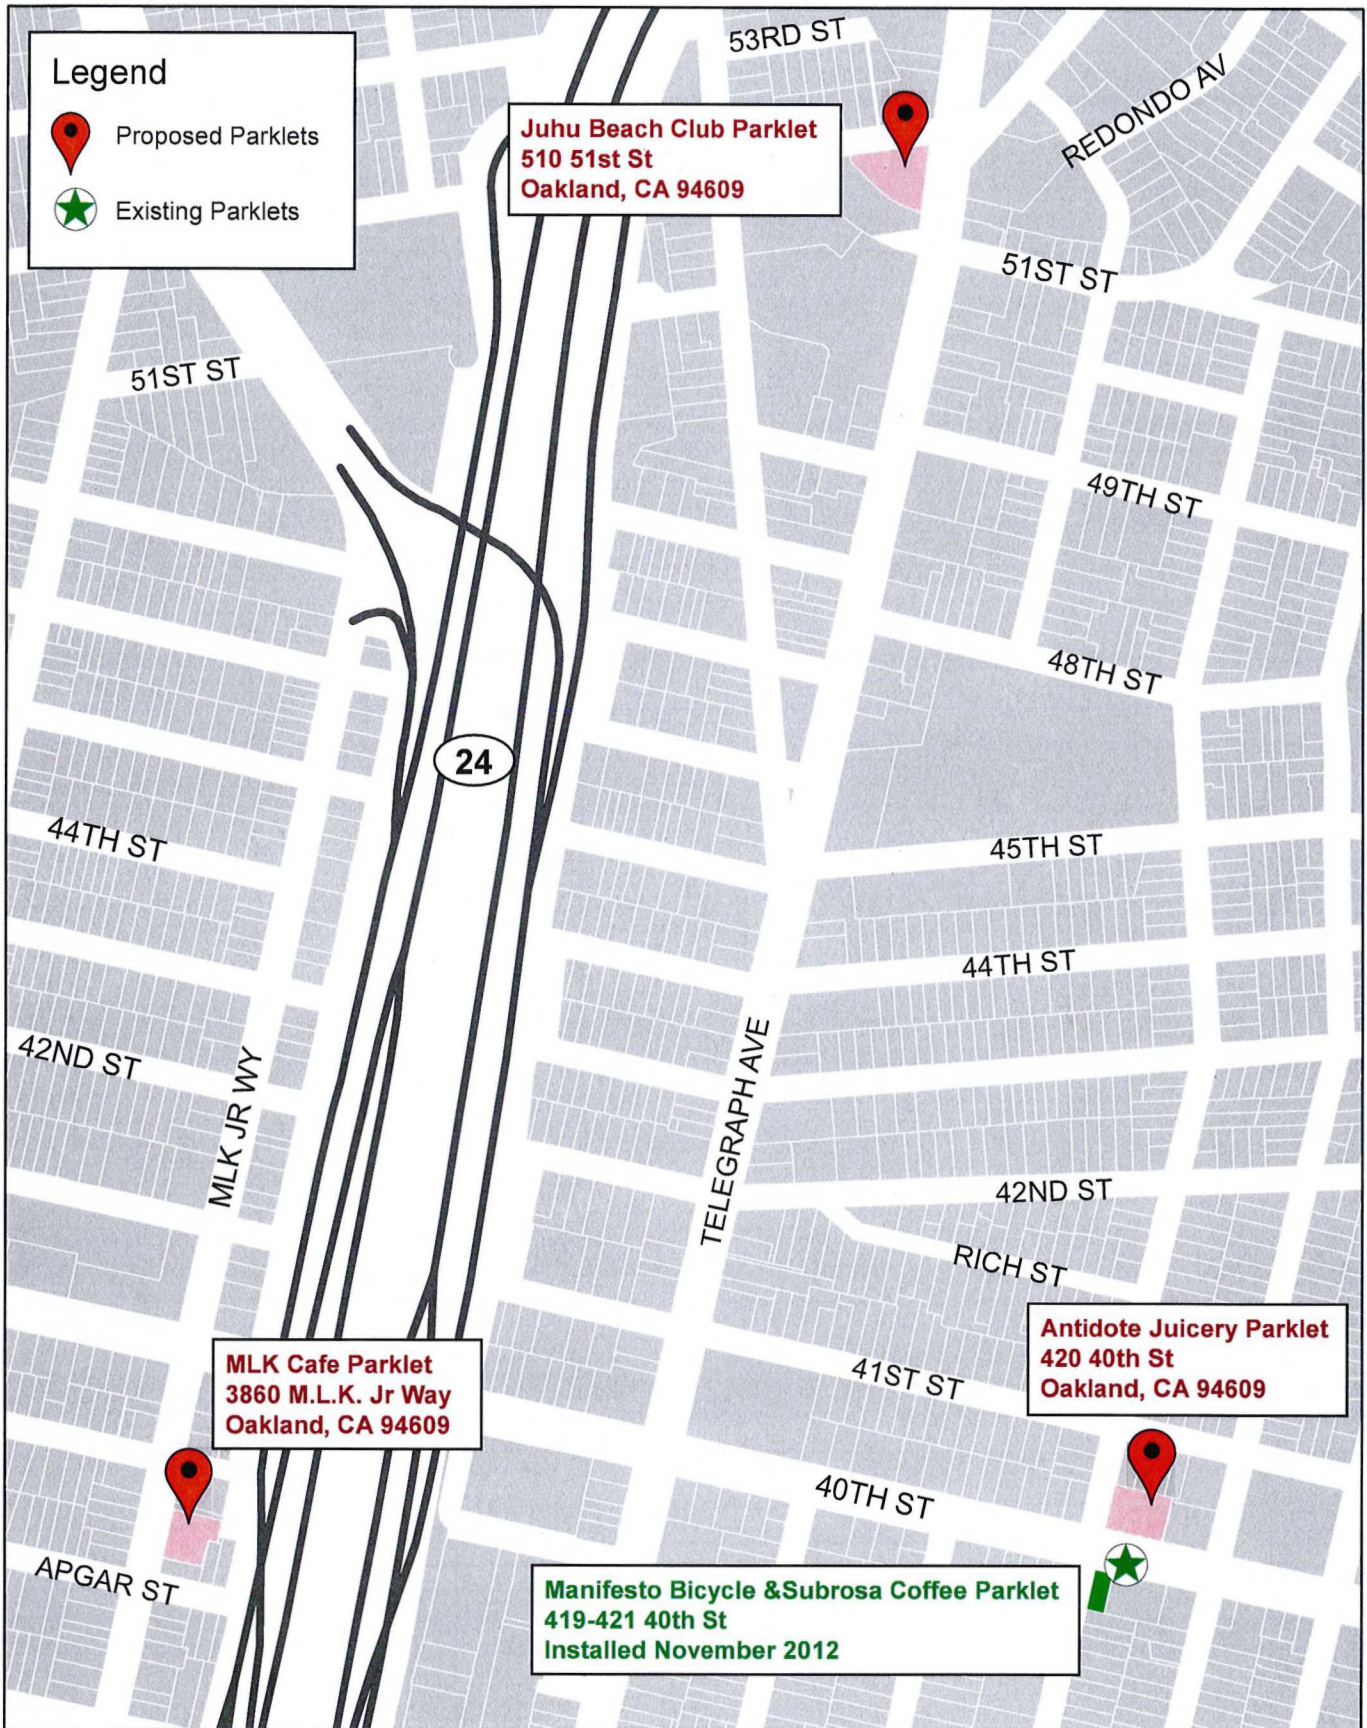 Legend
Proposed Parklets
Existing Parklets
53RD ST
REDONDO AV
Juhu Beach Club Parklet
510 51st St
Oakland, CA 94609
51ST ST
51ST ST
49TH ST
48TH ST
24
44TH ST
45TH ST
44TH ST
42ND ST
MLK JR WY
TELEGRAPH AVE
42ND ST
RICH ST
MLK Cafe Parklet
3860 M.L.K. Jr Way
Oakland, CA 94609
41ST ST
Antidote Juicery Parklet
420 40th St
Oakland, CA 94609
40TH ST
APGAR ST
Manifesto Bicycle &Subrosa Coffee Parklet
419-421 40th St
Installed November 2012